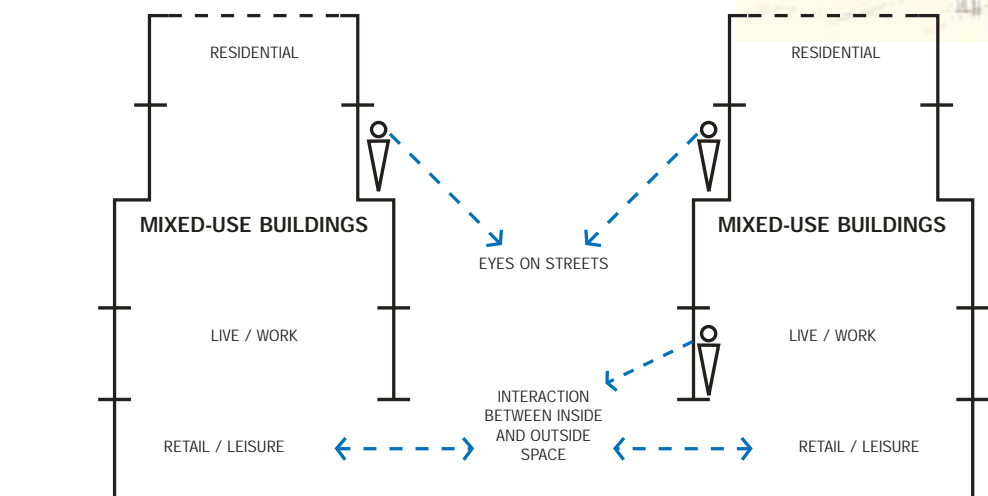 RESIDENTIAL
RESIDENTIAL
MIXED-USE BUILDINGS
MIXED-USE BUILDINGS
EYES ON STREETS
LIVE / WORK
LIVE / WORK
INTERACTION
BETWEEN INSIDE
AND OUTSIDE
SPACE
RETAIL / LEISURE
RETAIL / LEISURE